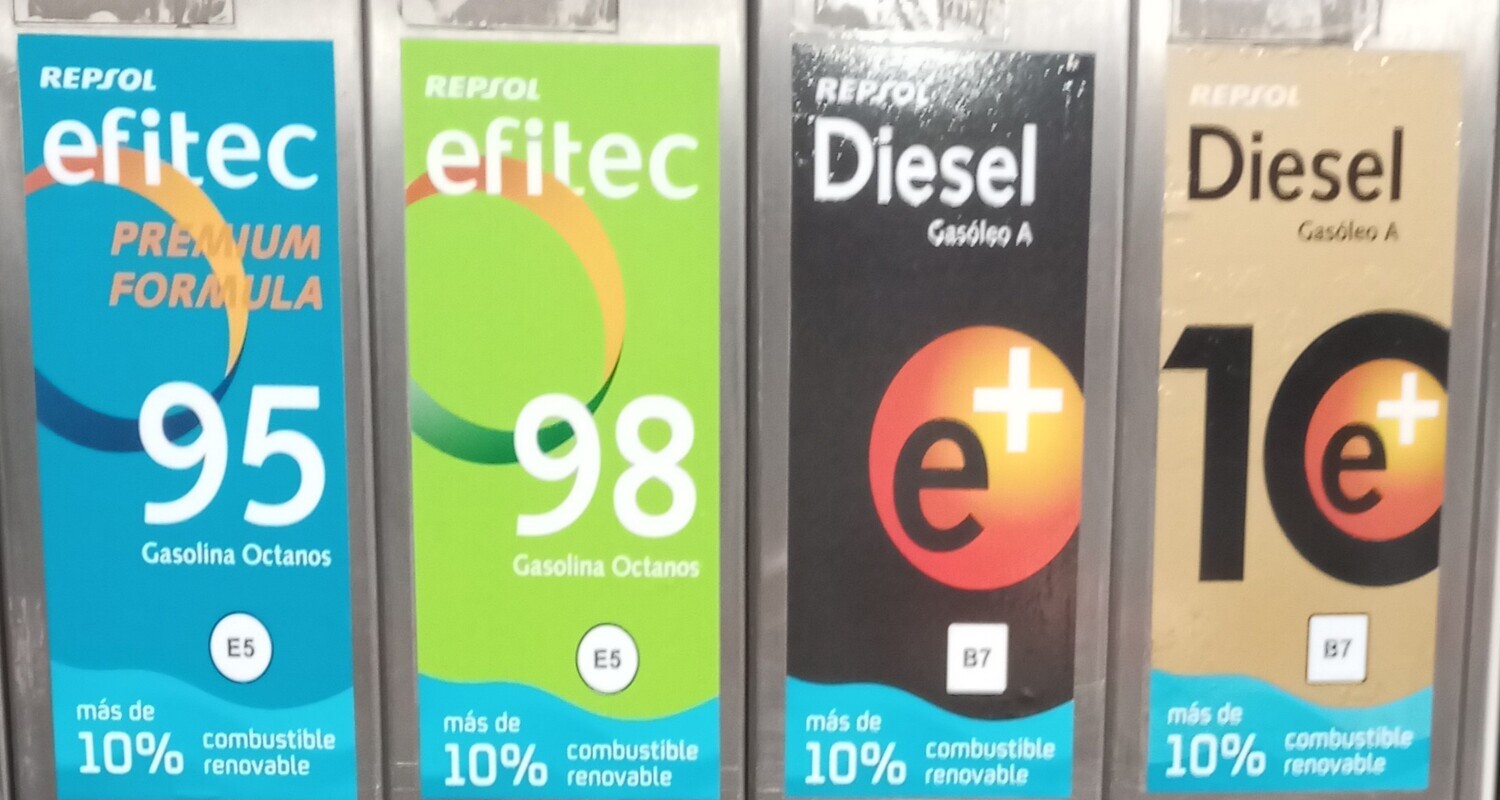 REPSOL
efitec
PREMIUM
FORMULA
95
Gasolina Octanos
E5
más de
10%
combustible
renovable
REPSOL
efitec
98
Gasolina Octanos
E5
más de
10%
combustible
renovable
REPSOL
Diesel
Gasóleo A
e+
B7
más de
10%
combustible
renovable
REPSOL
Diesel
Gasóleo A
10
e+
B7
más de
10%
combustible
renovable